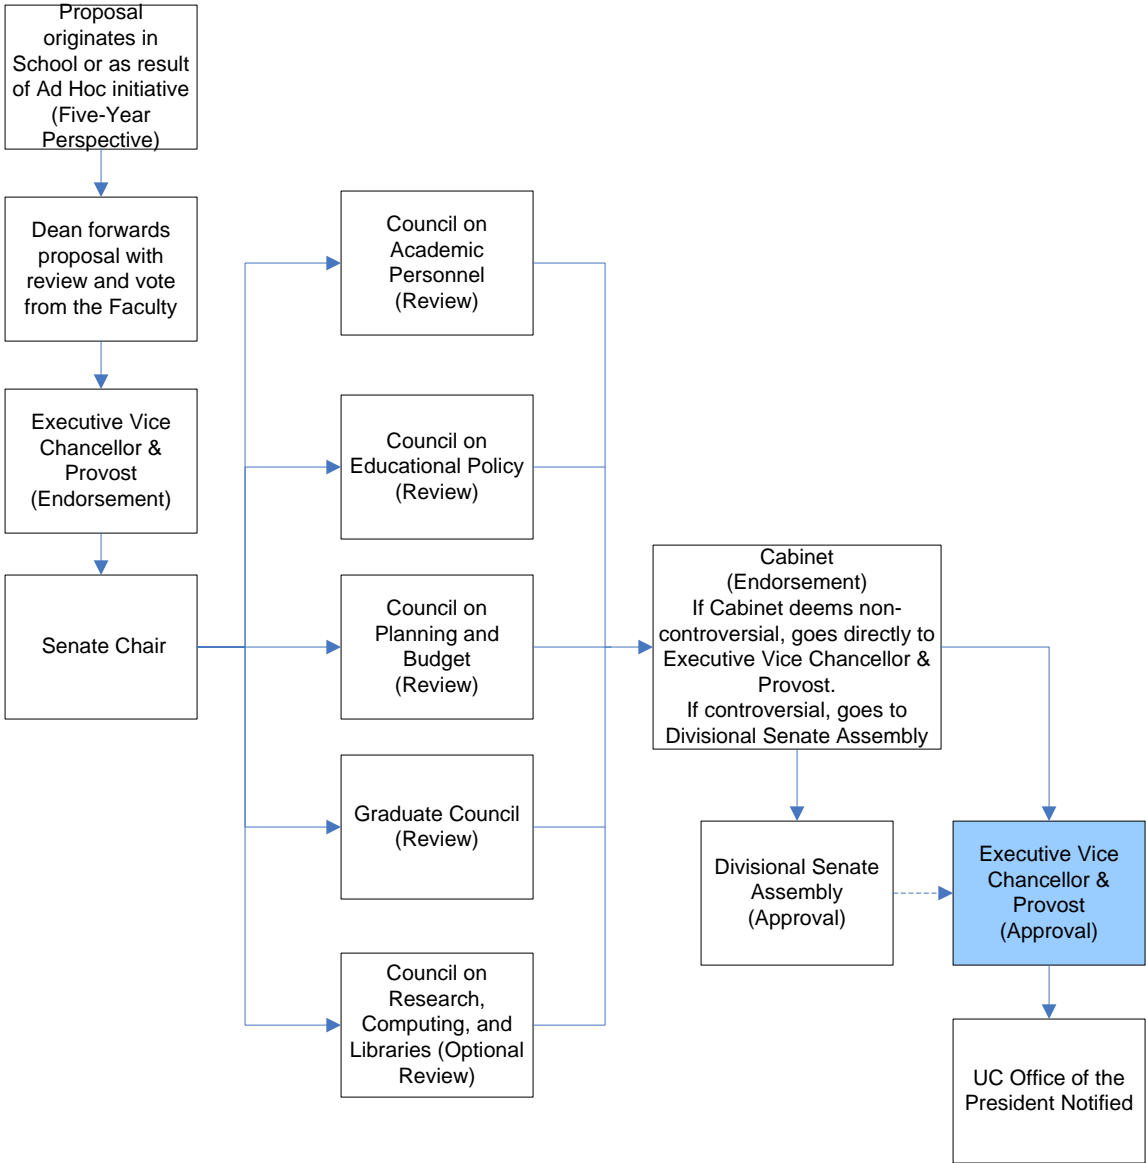 Proposal
originates in
School or as result
of Ad Hoc initiative
(Five-Year
Perspective)
Dean forwards
proposal with
review and vote
from the Faculty
Executive Vice
Chancellor &
Provost
(Endorsement)
Senate Chair
Council on
Academic
Personnel
(Review)
Council on
Educational Policy
(Review)
Council on
Planning and
Budget
(Review)
Graduate Council
(Review)
Council on
Research,
Computing, and
Libraries (Optional
Review)
Cabinet
(Endorsement)
If Cabinet deems non-
controversial, goes directly to
Executive Vice Chancellor &
Provost.
If controversial, goes to
Divisional Senate Assembly
Divisional Senate
Assembly
(Approval)
Executive Vice
Chancellor &
Provost
(Approval)
UC Office of the
President Notified